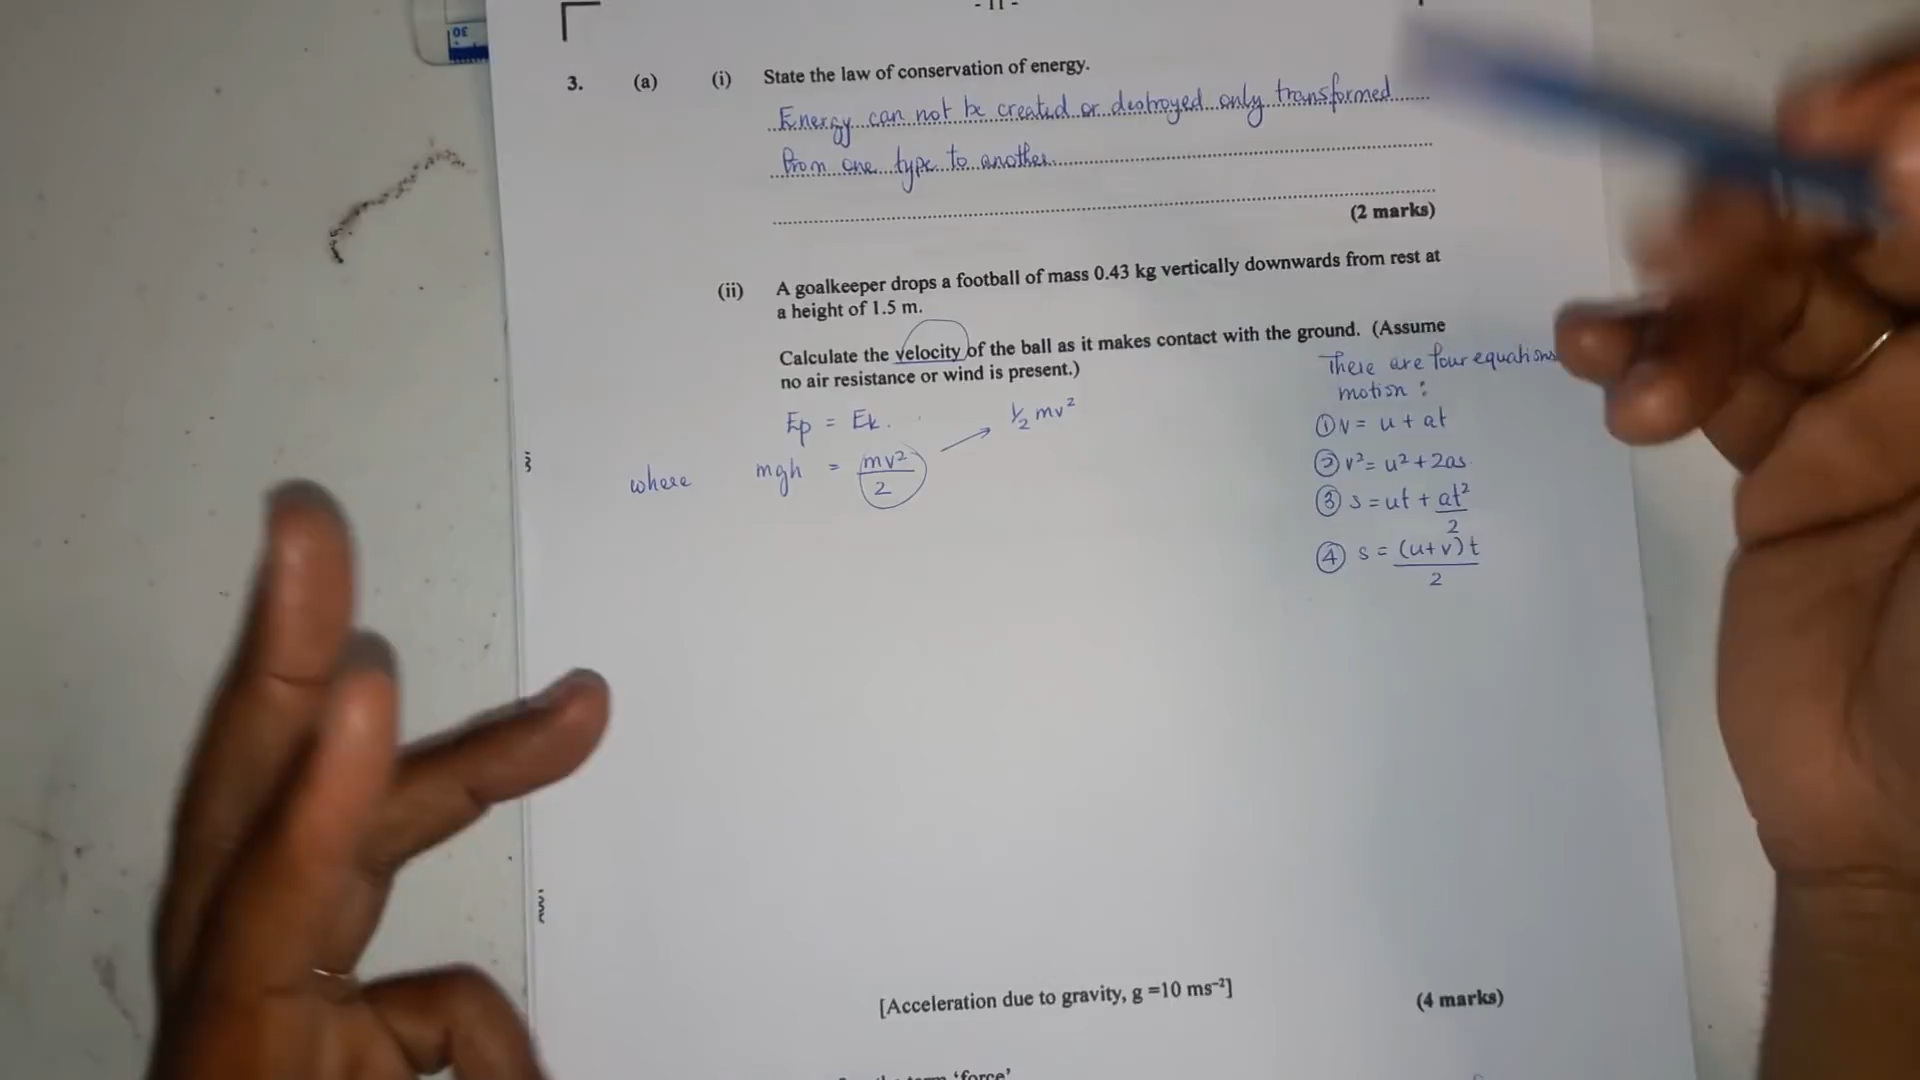 - 11 -
30
3. (a) (i) State the law of conservation of energy.
Energy can not be created or destroyed only transformed
from one type to another
(2 marks)
(ii) A goalkeeper drops a football of mass 0.43 kg vertically downwards from rest at
a height of 1.5 m.
Calculate the velocity of the ball as it makes contact with the ground. (Assume
no air resistance or wind is present.)
There are four equations
motion :
Ep = Ek.
where mgh = mv²/2
½ mv²
① v = u + at
② v² = u² + 2as
③ s = ut + at²/2
④ s = (u+v)t/2
[Acceleration due to gravity, g =10 ms⁻²]
(4 marks)
term ‘force’